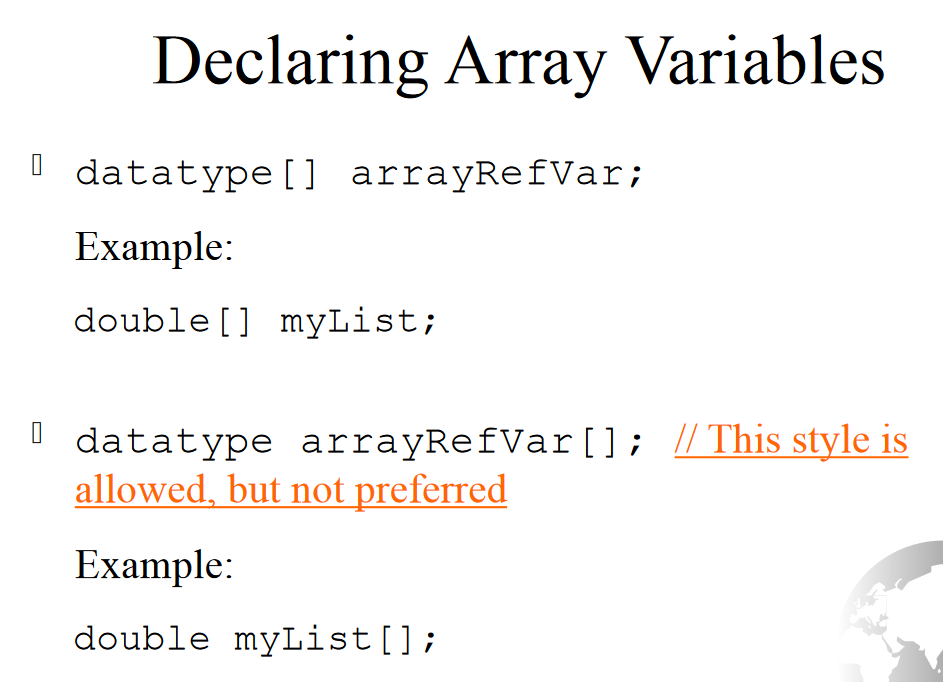 Declaring Array Variables
datatype[] arrayRefVar;
Example:
double[] myList;
datatype arrayRefVar[]; // This style is
allowed, but not preferred
Example:
double myList[];